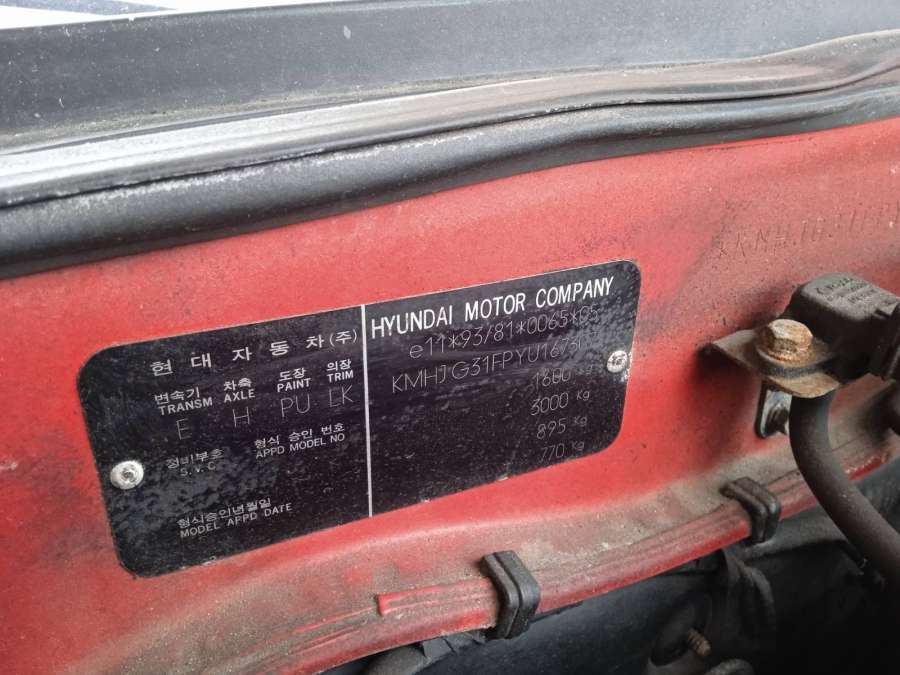 현대자동차(주)
변속기 차축 도장 의장
TRANSM AXLE PAINT TRIM
E H PU EK
정비부호 형식 승인 번호
S.V.C. APPD MODEL NO
형식승인년월일
MODEL APPD DATE
HYUNDAI MOTOR COMPANY
e11*93/81*0065*05
1600 Kg
3000 Kg
895 Kg
770 Kg